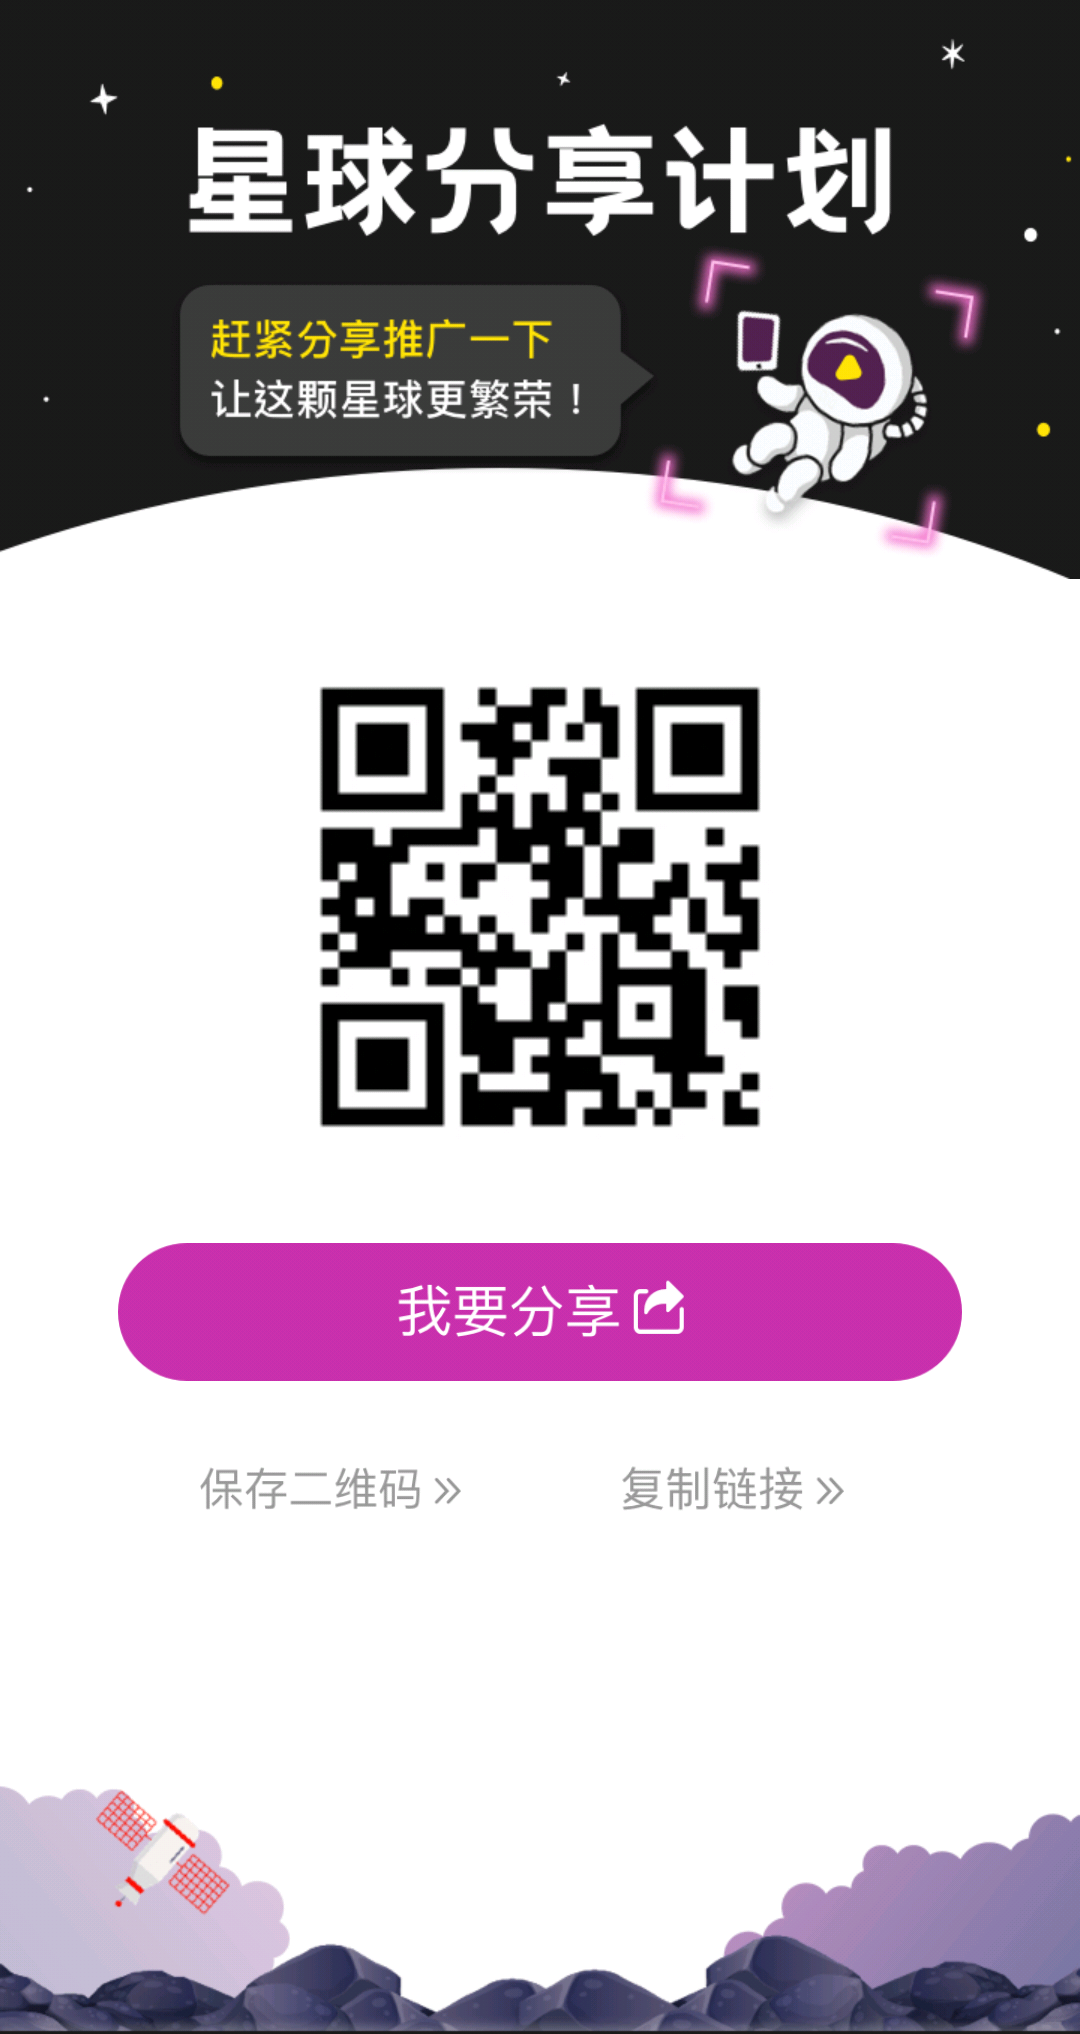 星球分享计划
赶紧分享推广一下
让这颗星球更繁荣！
我要分享
保存二维码 »
复制链接 »